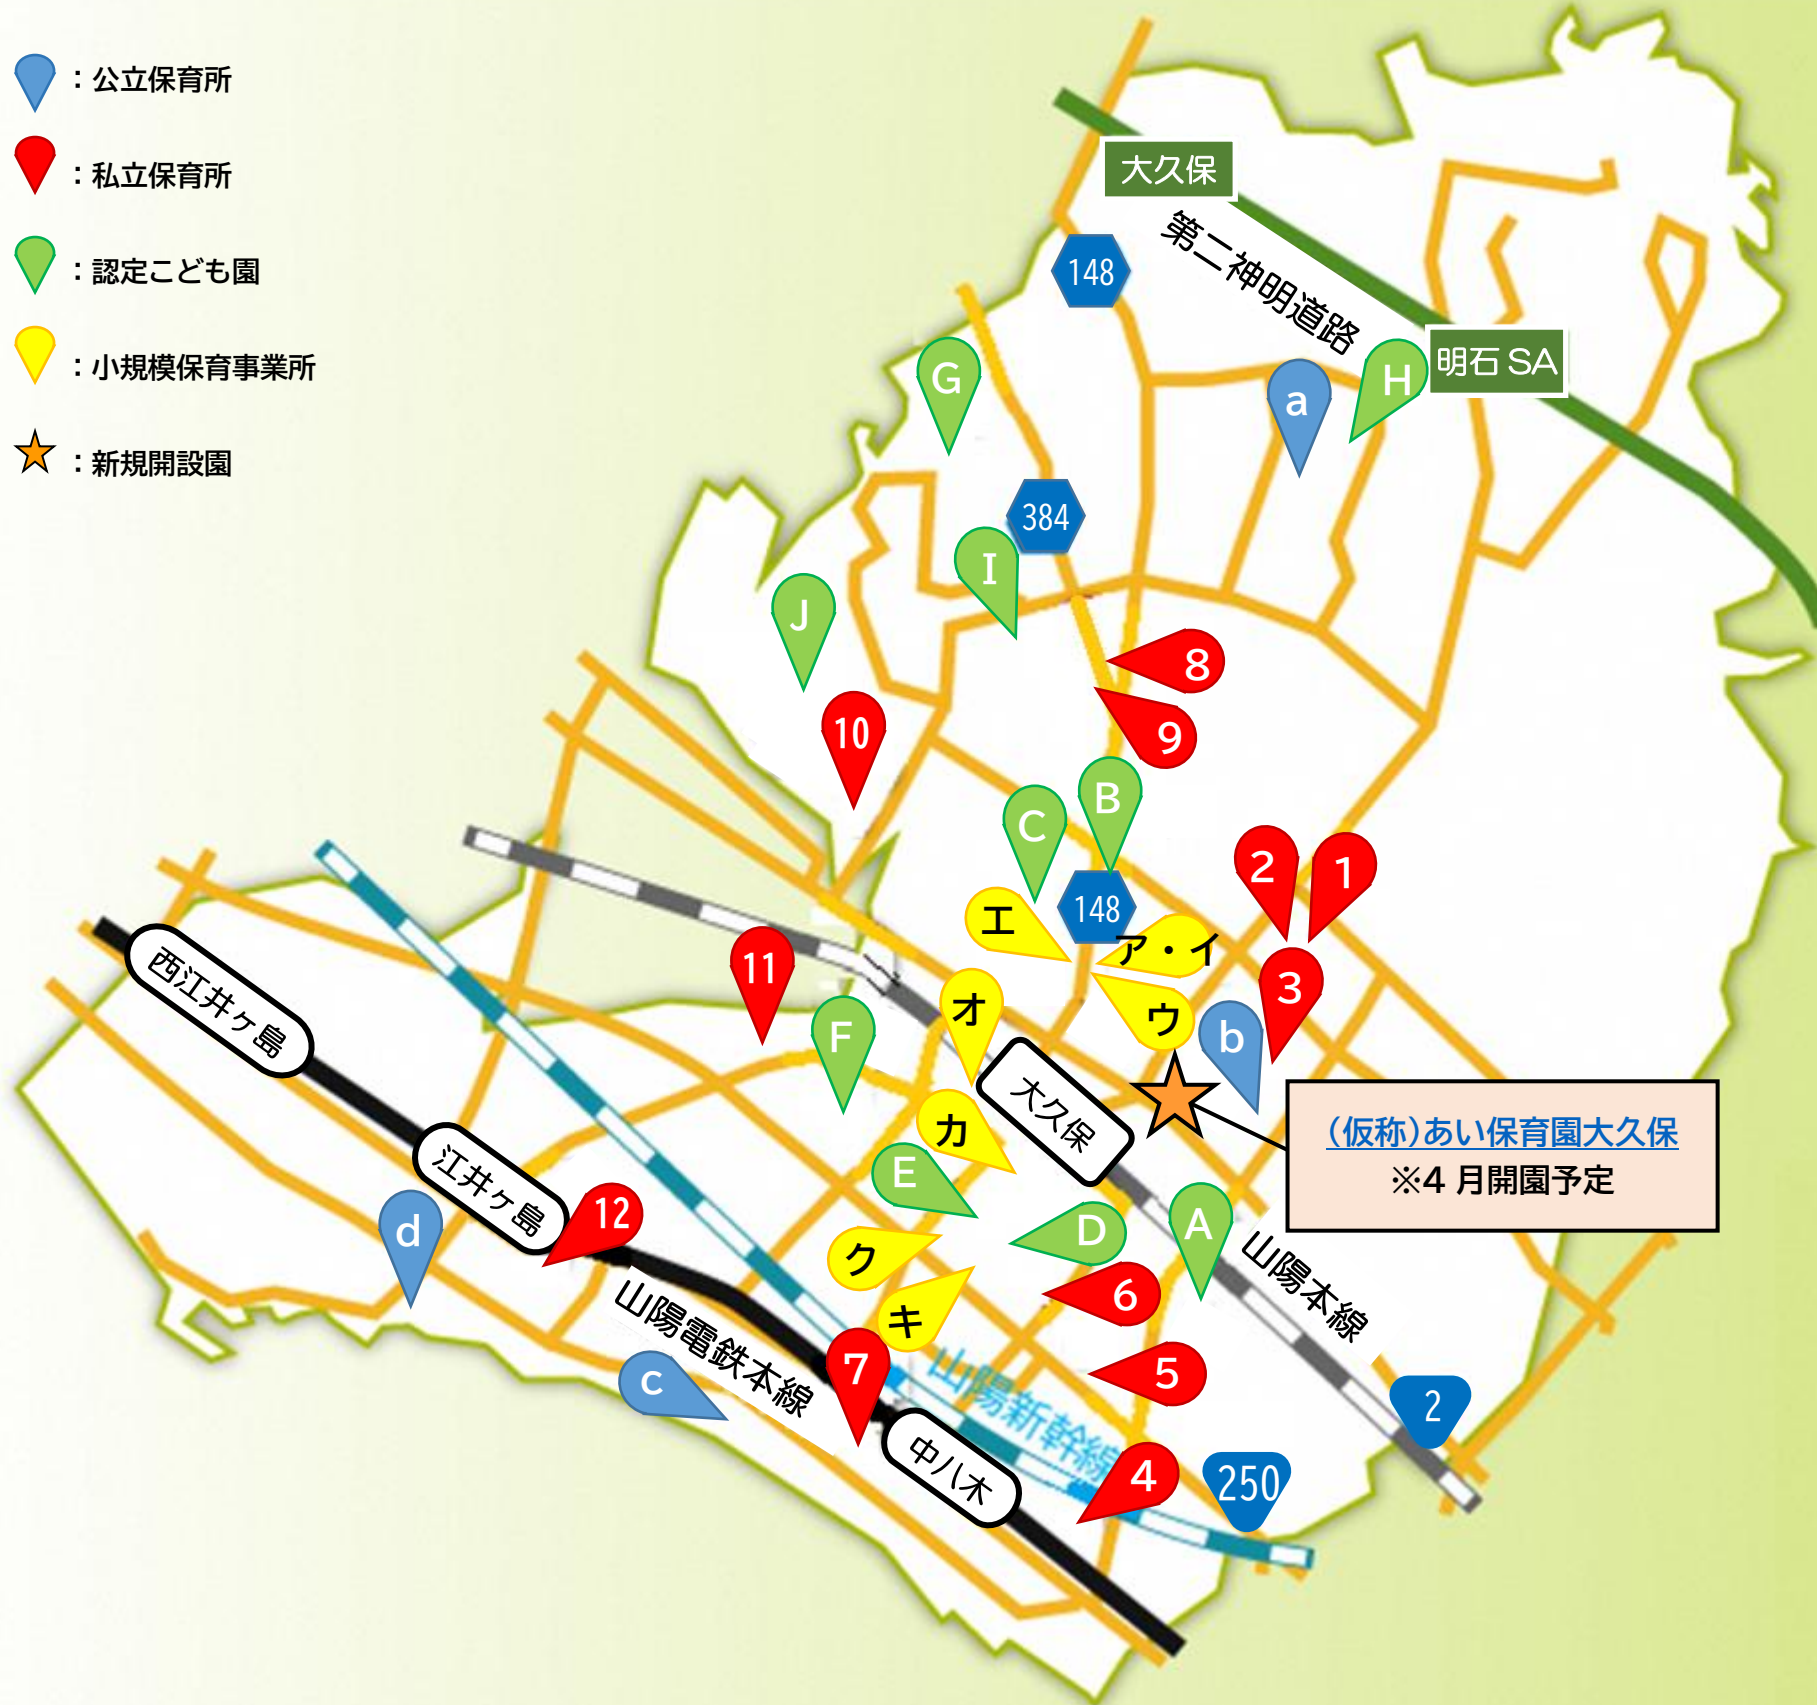 ：公立保育所
：私立保育所
：認定こども園
：小規模保育事業所
：新規開設園
大久保
第二神明道路
148
明石 SA
G
a
H
384
I
J
8
10
9
B
C
2
1
148
エ
ア・イ
11
3
オ
ウ
F
b
西江井ヶ島
大久保
カ
（仮称）あい保育園大久保
※4 月開園予定
E
江井ヶ島
12
d
D
A
ク
山陽本線
6
キ
山陽電鉄本線
7
5
c
山陽新幹線
2
中八木
4
250